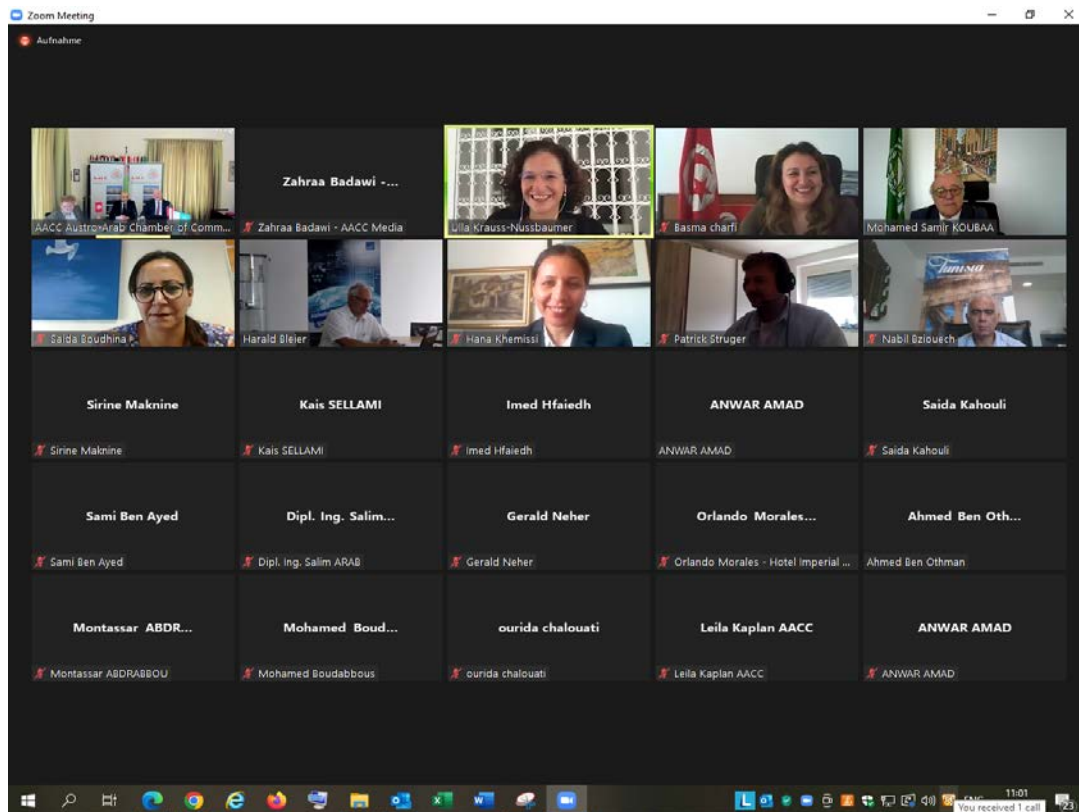 Zoom Meeting
Aufnahme
AACC Austro-Arab Chamber of Comm...
Zahraa Badawi -...
Zahraa Badawi - AACC Media
Ulla Krauss-Nussbaumer
Basma charfi
Mohamed Samir KOUBAA
Saida Boudhina
Harald Bleier
Hana Khemissi
Patrick Struger
Tunisia
Nabil Bziouech
Sirine Maknine
Kais SELLAMI
Imed Hfaiedh
ANWAR AMAD
Saida Kahouli
Sirine Maknine
Kais SELLAMI
Imed Hfaiedh
ANWAR AMAD
Saida Kahouli
Sami Ben Ayed
Dipl. Ing. Salim...
Gerald Neher
Orlando Morales...
Ahmed Ben Oth...
Sami Ben Ayed
Dipl. Ing. Salim ARAB
Gerald Neher
Orlando Morales - Hotel Imperial ...
Ahmed Ben Othman
Montassar ABDR...
Mohamed Boud...
ourida chalouati
Leila Kaplan AACC
ANWAR AMAD
Montassar ABDRABBOU
Mohamed Boudabbous
ourida chalouati
Leila Kaplan AACC
ANWAR AMAD
11:01
You received 1 call
23